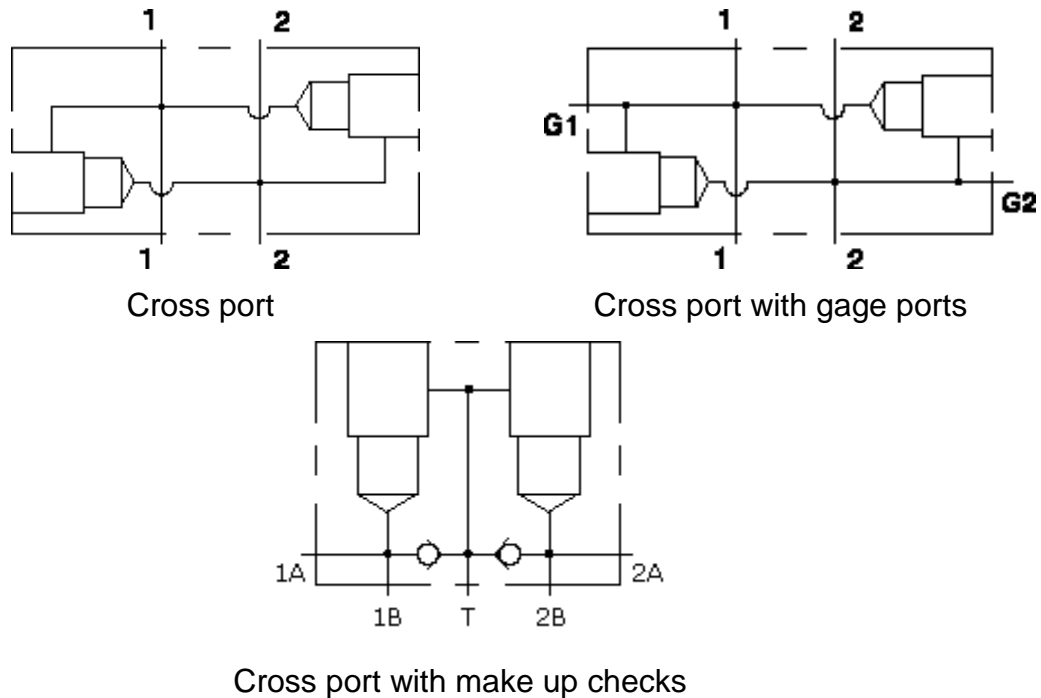 1 2 1 2
G1
G2
1 2 1 2
Cross port Cross port with gage ports
1A 2A
1B T 2B
Cross port with make up checks